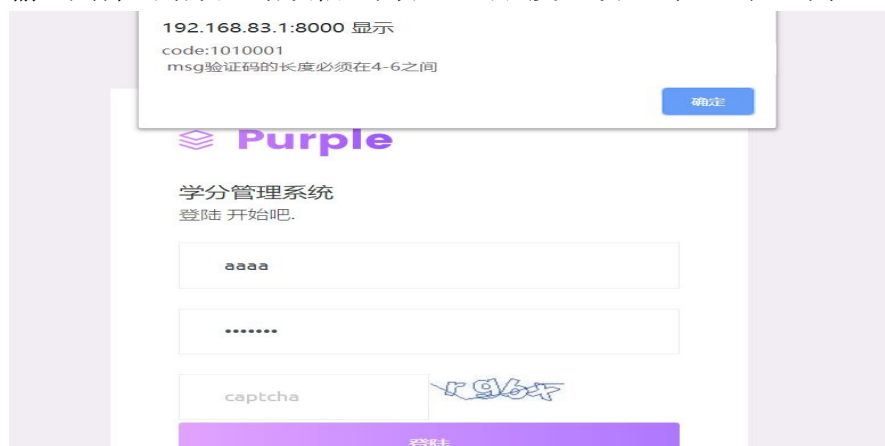 192.168.83.1:8000 显示
code:1010001
msg验证码的长度必须在4-6之间
确定
Purple
学分管理系统
登陆 开始吧.
aaaa
•••••••
captcha
登陆